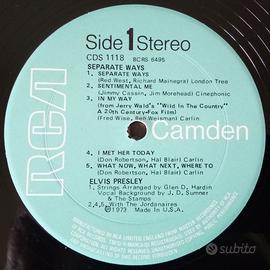 Side 1 Stereo
CDS 1118 BCRS 6495
SEPARATE WAYS
1. SEPARATE WAYS
(Red West, Richard Mainegra) London Tree
2. SENTIMENTAL ME
(Jimmy Cassin, Jim Morehead) Cinephonic
3. IN MY WAY
(from Jerry Wald's "Wild In The Country"
A 20th Century-Fox Film)
(Fred Wise, Ben Weisman) Carlin
RCA Camden
4. I MET HER TODAY
(Don Robertson, Hal Blair) Carlin
5. WHAT NOW, WHAT NEXT, WHERE TO
(Don Robertson, Hal Blair) Carlin
ELVIS PRESLEY
1: Strings Arranged by Glen D. Hardin
Vocal Background by J. D. Sumner
& The Stamps
2,4,5. With The Jordanaires
℗1973 Made in U.S.A.
subito